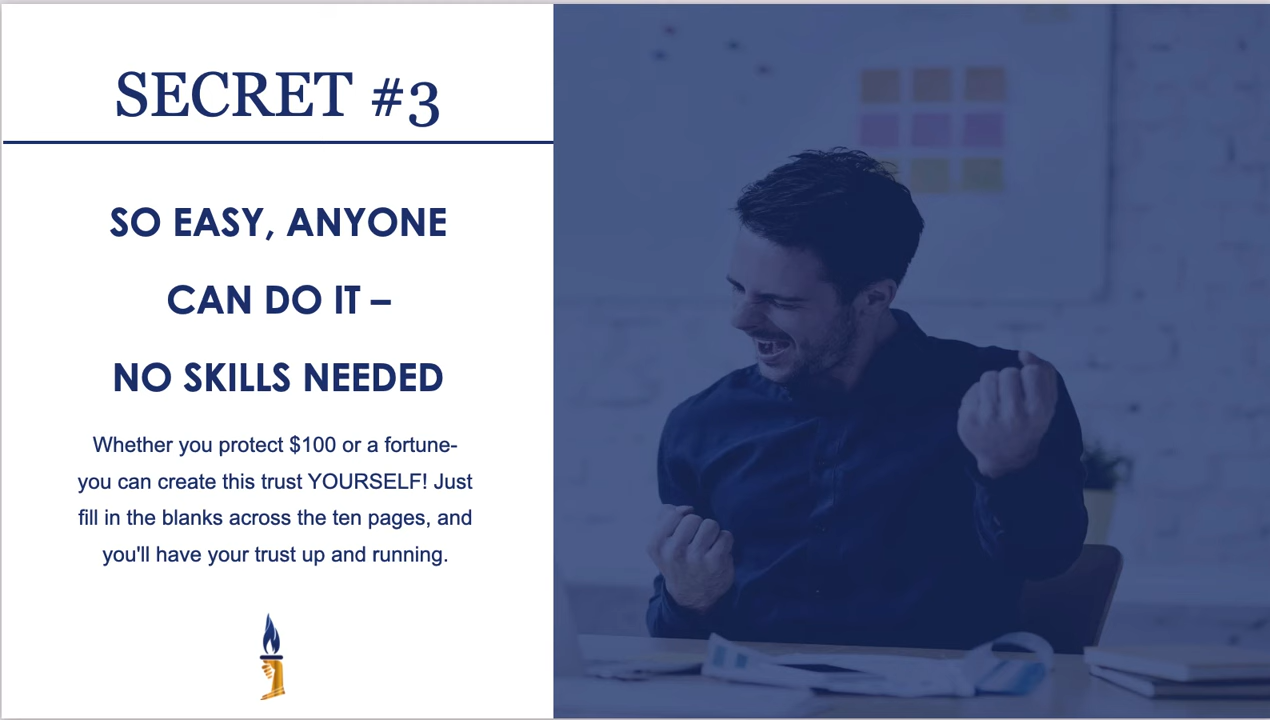 SECRET #3
SO EASY, ANYONE
CAN DO IT –
NO SKILLS NEEDED
Whether you protect $100 or a fortune-
you can create this trust YOURSELF! Just
fill in the blanks across the ten pages, and
you'll have your trust up and running.